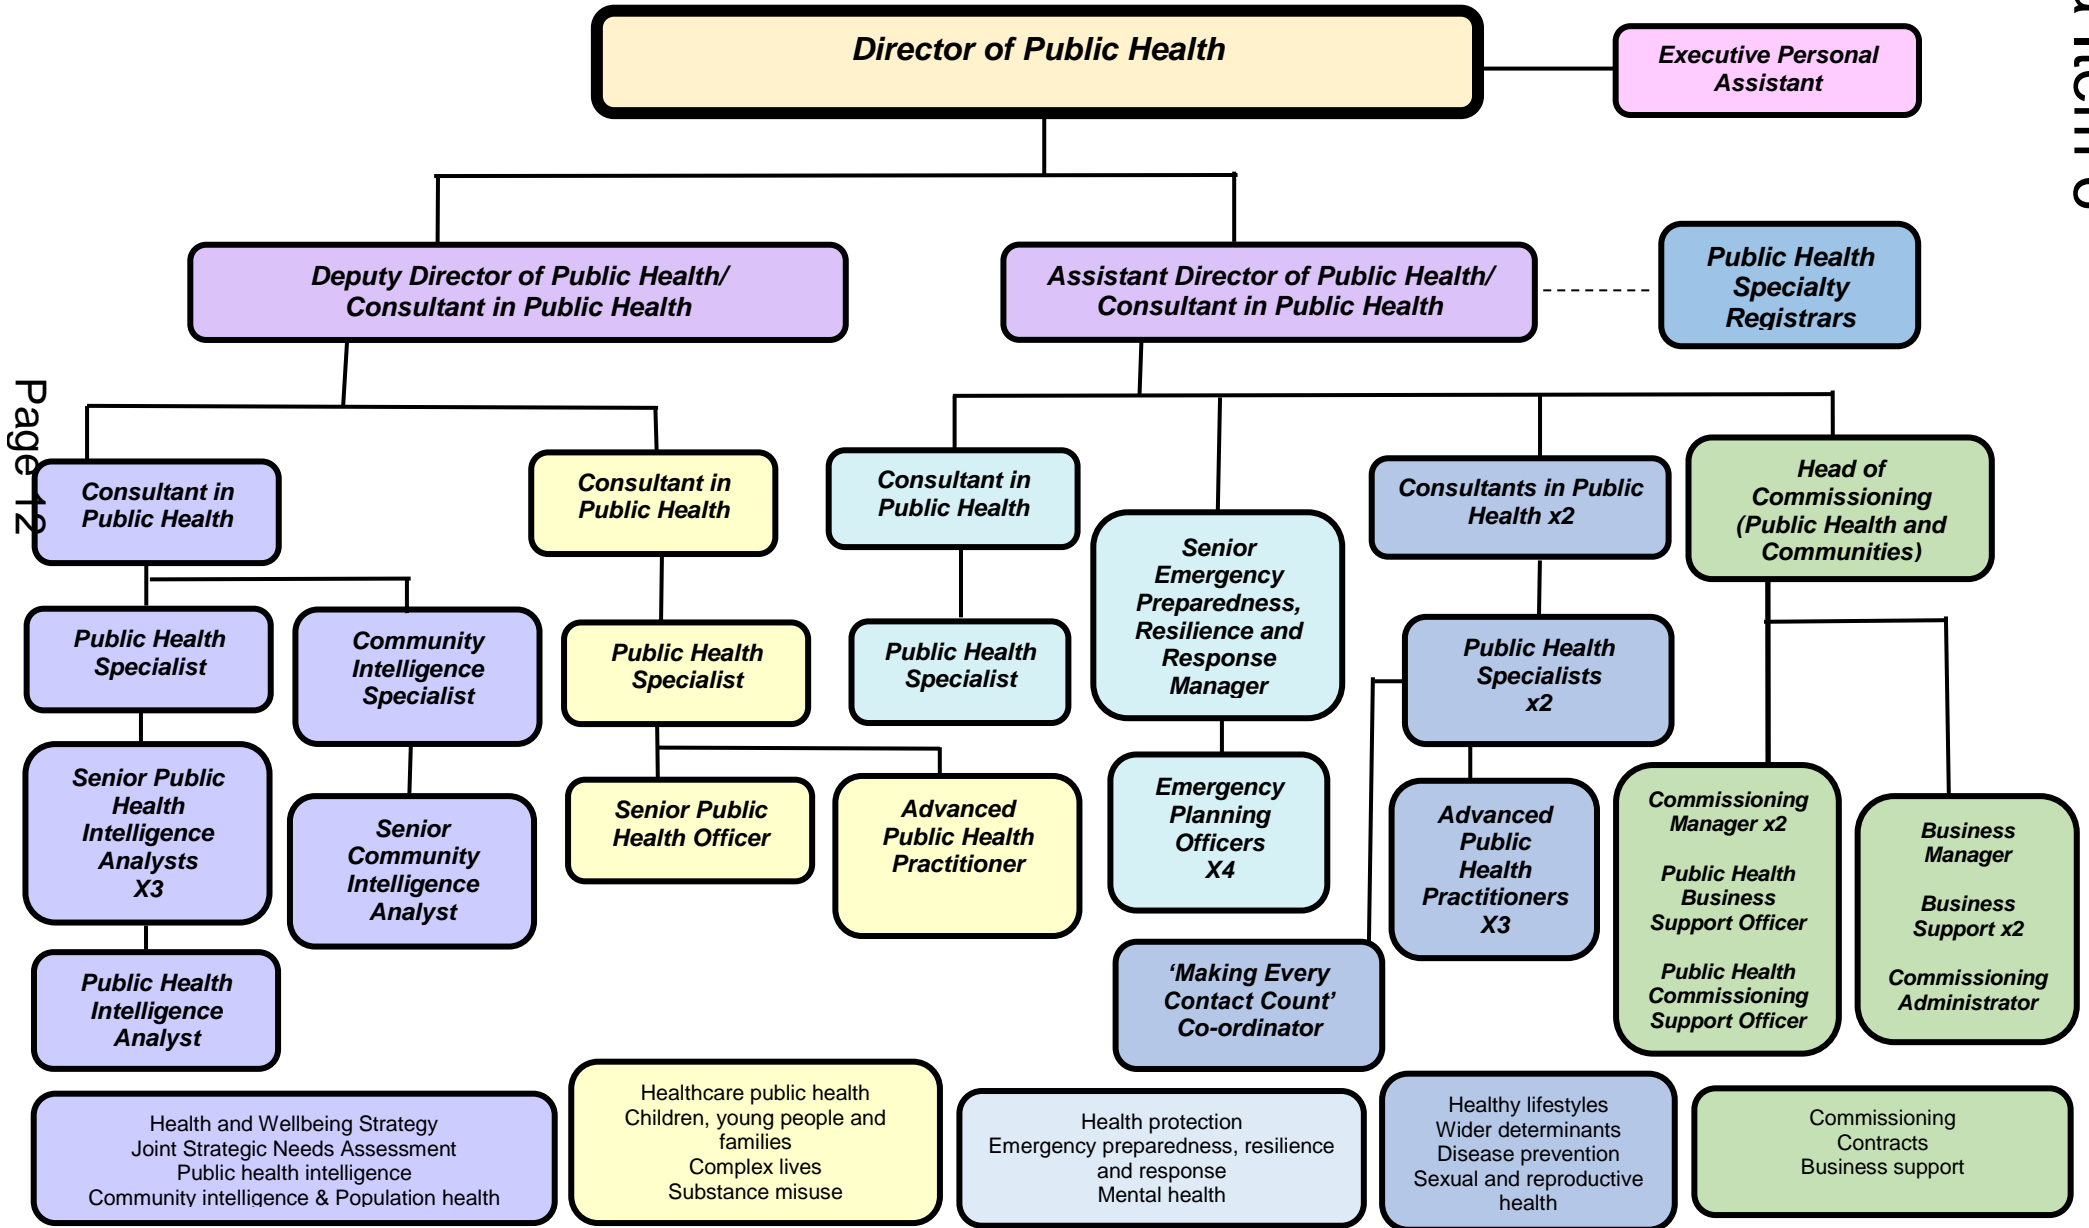 Director of Public Health
Executive Personal
Assistant
Deputy Director of Public Health/
Consultant in Public Health
Assistant Director of Public Health/
Consultant in Public Health
Public Health
Specialty
Registrars
Page 12
Consultant in
Public Health
Consultant in
Public Health
Consultant in
Public Health
Senior
Emergency
Preparedness,
Resilience and
Response
Manager
Consultants in Public
Health x2
Head of
Commissioning
(Public Health and
Communities)
Public Health
Specialist
Community
Intelligence
Specialist
Public Health
Specialist
Public Health
Specialist
Public Health
Specialists
x2
Senior Public
Health
Intelligence
Analysts
X3
Senior
Community
Intelligence
Analyst
Senior Public
Health Officer
Advanced
Public Health
Practitioner
Emergency
Planning
Officers
X4
Advanced
Public
Health
Practitioners
X3
Commissioning
Manager x2
Public Health
Business
Support Officer
Public Health
Commissioning
Support Officer
Business
Manager
Business
Support x2
Commissioning
Administrator
Public Health
Intelligence
Analyst
‘Making Every
Contact Count’
Co-ordinator
Health and Wellbeing Strategy
Joint Strategic Needs Assessment
Public health intelligence
Community intelligence & Population health
Healthcare public health
Children, young people and
families
Complex lives
Substance misuse
Health protection
Emergency preparedness, resilience
and response
Mental health
Healthy lifestyles
Wider determinants
Disease prevention
Sexual and reproductive
health
Commissioning
Contracts
Business support